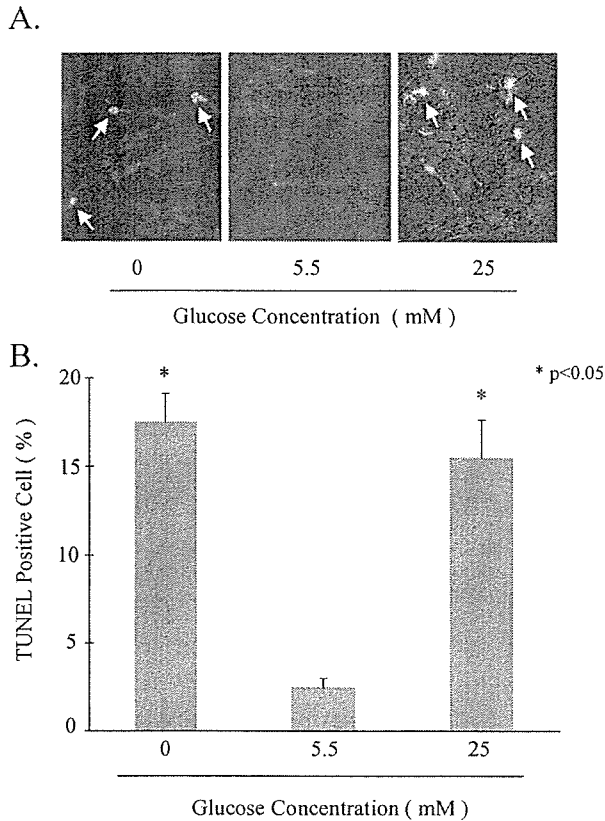 A.
0 5.5 25
Glucose Concentration ( mM )
B.
* p<0.05
TUNEL Positive Cell ( % )
20
15
10
5
0
*
*
0 5.5 25
Glucose Concentration ( mM )